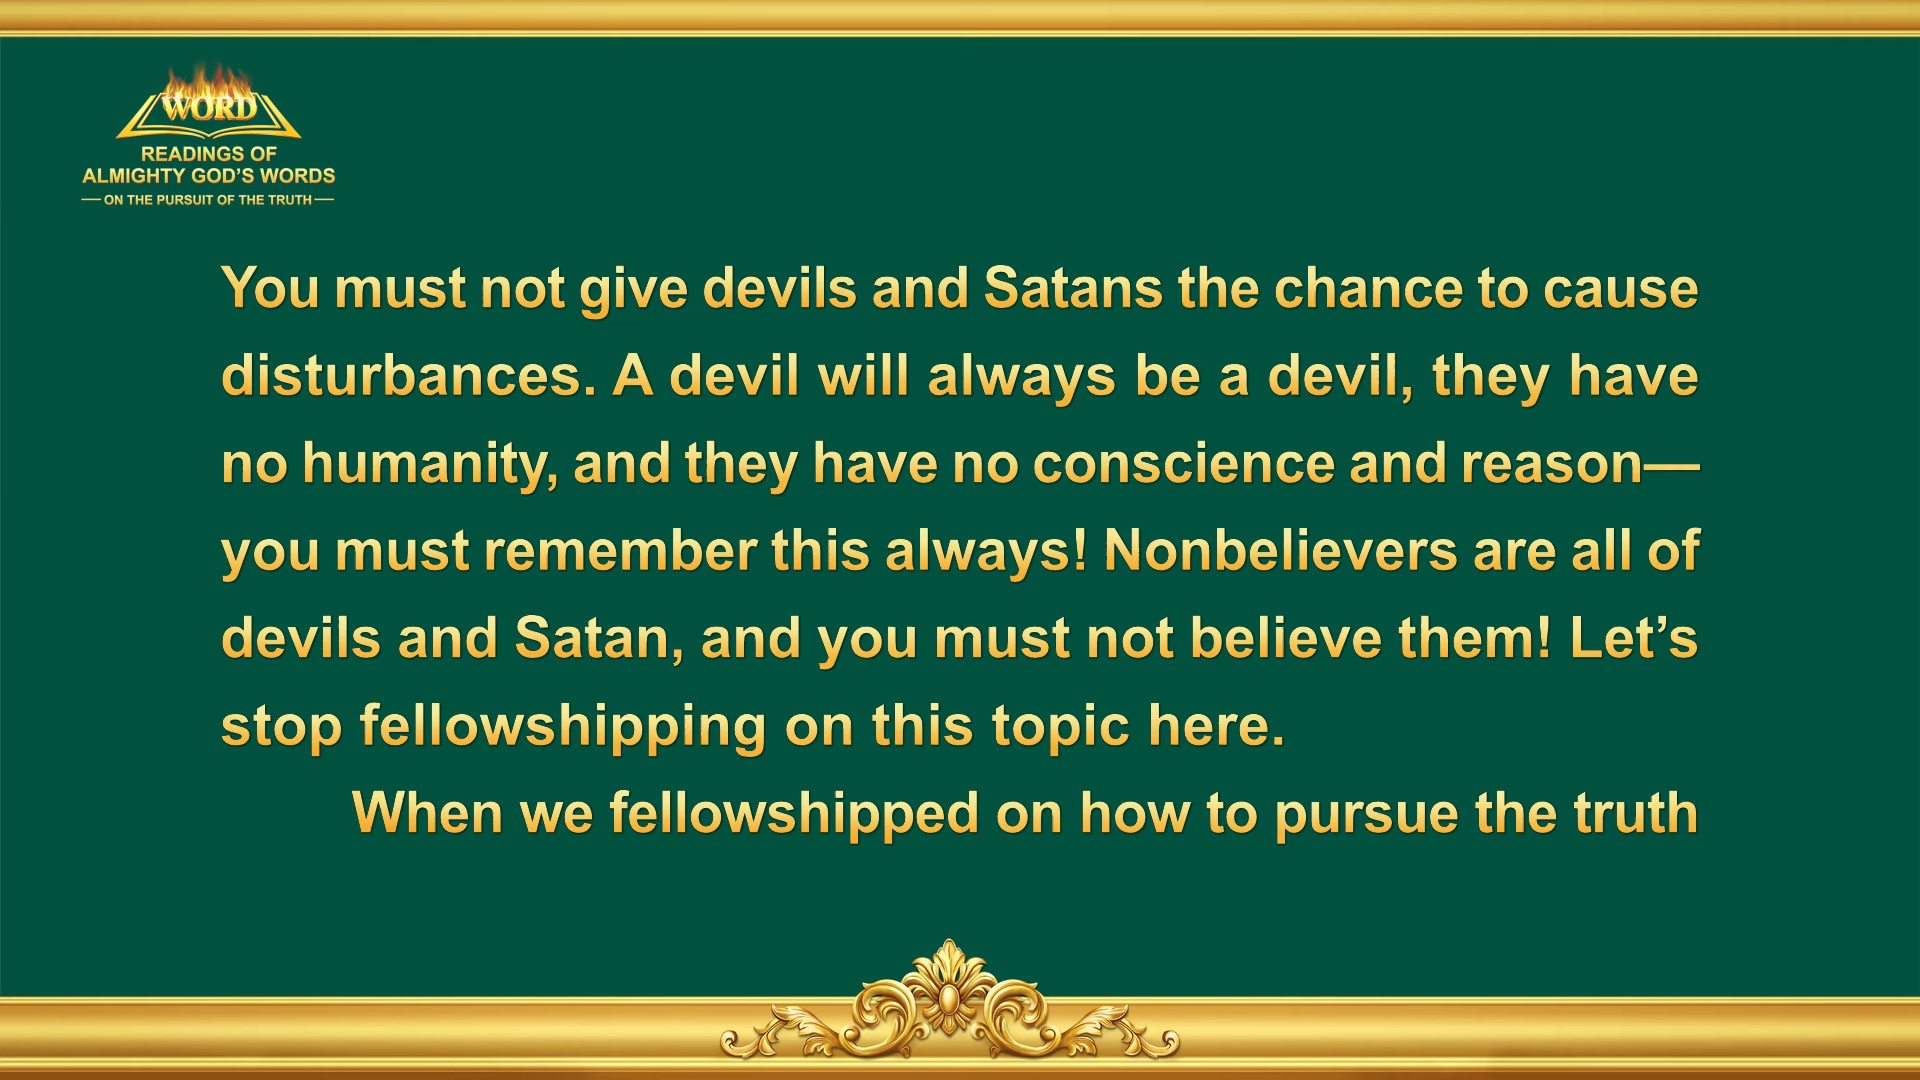 WORD
READINGS OF
ALMIGHTY GOD’S WORDS
— ON THE PURSUIT OF THE TRUTH —
You must not give devils and Satans the chance to cause
disturbances. A devil will always be a devil, they have
no humanity, and they have no conscience and reason—
you must remember this always! Nonbelievers are all of
devils and Satan, and you must not believe them! Let’s
stop fellowshipping on this topic here.
When we fellowshipped on how to pursue the truth